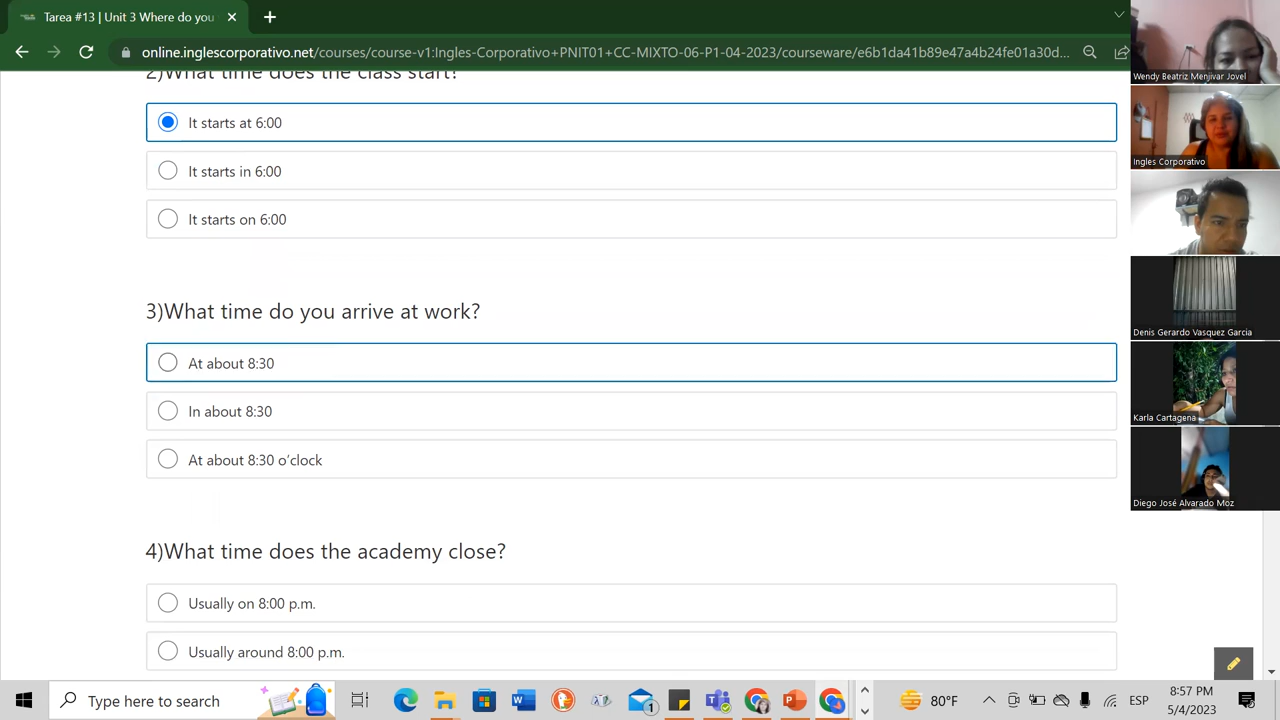 Tarea #13 | Unit 3 Where do you
online.inglescorporativo.net/courses/course-v1:Ingles-Corporativo+PNIT01+CC-MIXTO-06-P1-04-2023/courseware/e6b1da41b89e47a4b24fe01a30d...
2)What time does the class start?
It starts at 6:00
It starts in 6:00
It starts on 6:00
3)What time do you arrive at work?
At about 8:30
In about 8:30
At about 8:30 o’clock
4)What time does the academy close?
Usually on 8:00 p.m.
Usually around 8:00 p.m.
Wendy Beatriz Menjivar Jovel
Ingles Corporativo
Denis Gerardo Vasquez Garcia
Karla Cartagena
Diego José Alvarado Moz
Type here to search
1
80°F
ESP
8:57 PM
5/4/2023